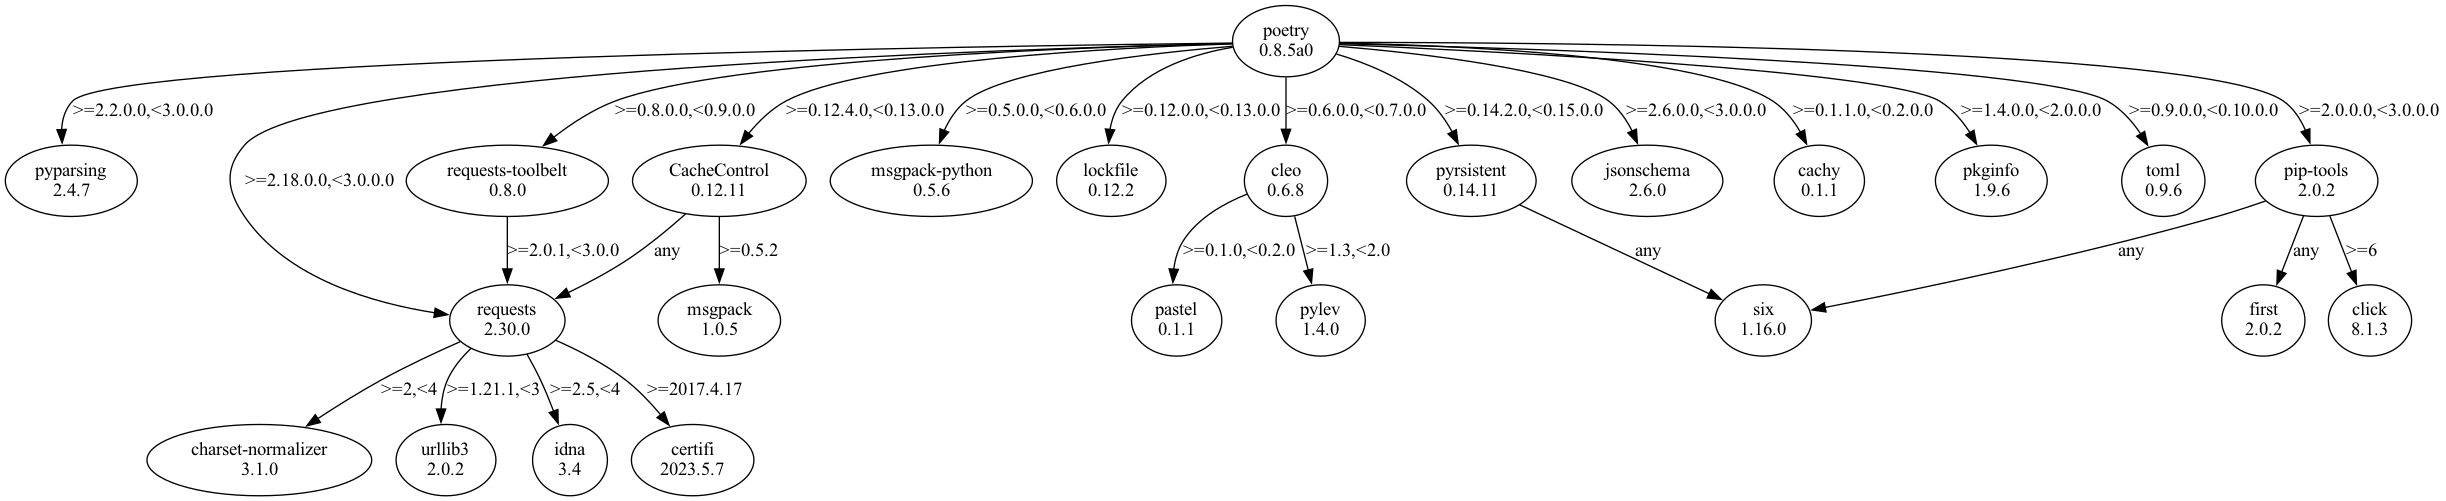 poetry
0.8.5a0
>=2.2.0.0,<3.0.0.0
>=0.8.0.0,<0.9.0.0
>=0.12.4.0,<0.13.0.0
>=0.5.0.0,<0.6.0.0
>=0.12.0.0,<0.13.0.0
>=0.6.0.0,<0.7.0.0
>=0.14.2.0,<0.15.0.0
>=2.6.0.0,<3.0.0.0
>=0.1.1.0,<0.2.0.0
>=1.4.0.0,<2.0.0.0
>=0.9.0.0,<0.10.0.0
>=2.0.0.0,<3.0.0.0
pyparsing
2.4.7
>=2.18.0.0,<3.0.0.0
requests-toolbelt
0.8.0
CacheControl
0.12.11
msgpack-python
0.5.6
lockfile
0.12.2
cleo
0.6.8
pyrsistent
0.14.11
jsonschema
2.6.0
cachy
0.1.1
pkginfo
1.9.6
toml
0.9.6
pip-tools
2.0.2
>=2.0.1,<3.0.0
any
>=0.5.2
>=0.1.0,<0.2.0
>=1.3,<2.0
any
any
any
>=6
requests
2.30.0
msgpack
1.0.5
pastel
0.1.1
pylev
1.4.0
six
1.16.0
first
2.0.2
click
8.1.3
>=2,<4
>=1.21.1,<3
>=2.5,<4
>=2017.4.17
charset-normalizer
3.1.0
urllib3
2.0.2
idna
3.4
certifi
2023.5.7